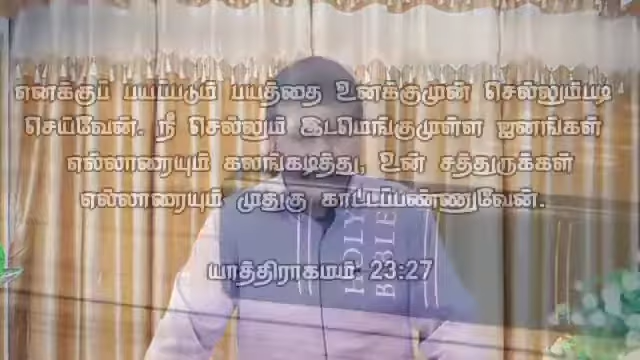 எனக்குப் பயப்படும் பயத்தை உனக்குமுன் செல்லும்படி
செய்வேன். நீ செல்லும் இடமெங்குமுள்ள ஜனங்கள்
எல்லாரையும் கலங்கடித்து, உன் சத்துருக்கள்
எல்லாரையும் முதுகு காட்டப்பண்ணுவேன்.
யாத்திராகமம் 23:27
HOLY
BIBLE